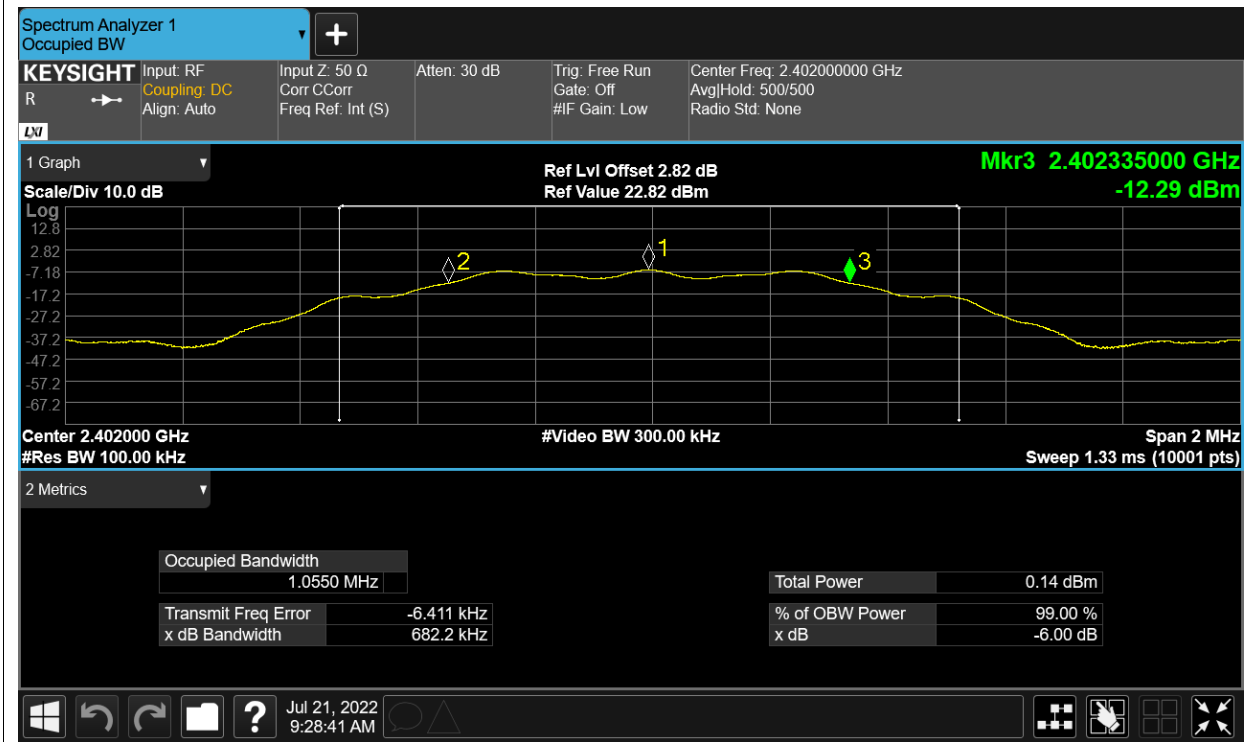 Spectrum Analyzer 1
Occupied BW
KEYSIGHT
R
LXI
Input: RF
Coupling: DC
Align: Auto
Input Z: 50 Ω
Corr CCorr
Freq Ref: Int (S)
Atten: 30 dB
Trig: Free Run
Gate: Off
#IF Gain: Low
Center Freq: 2.402000000 GHz
Avg|Hold: 500/500
Radio Std: None
1 Graph
Scale/Div 10.0 dB
Ref Lvl Offset 2.82 dB
Ref Value 22.82 dBm
Mkr3 2.402335000 GHz
-12.29 dBm
Log
12.8
2.82
-7.18
-17.2
-27.2
-37.2
-47.2
-57.2
-67.2
2
1
3
Center 2.402000 GHz
#Video BW 300.00 kHz
Span 2 MHz
#Res BW 100.00 kHz
Sweep 1.33 ms (10001 pts)
2 Metrics
Occupied Bandwidth
1.0550 MHz
Total Power 0.14 dBm
Transmit Freq Error -6.411 kHz
% of OBW Power 99.00 %
x dB Bandwidth 682.2 kHz
x dB -6.00 dB
?
Jul 21, 2022
9:28:41 AM